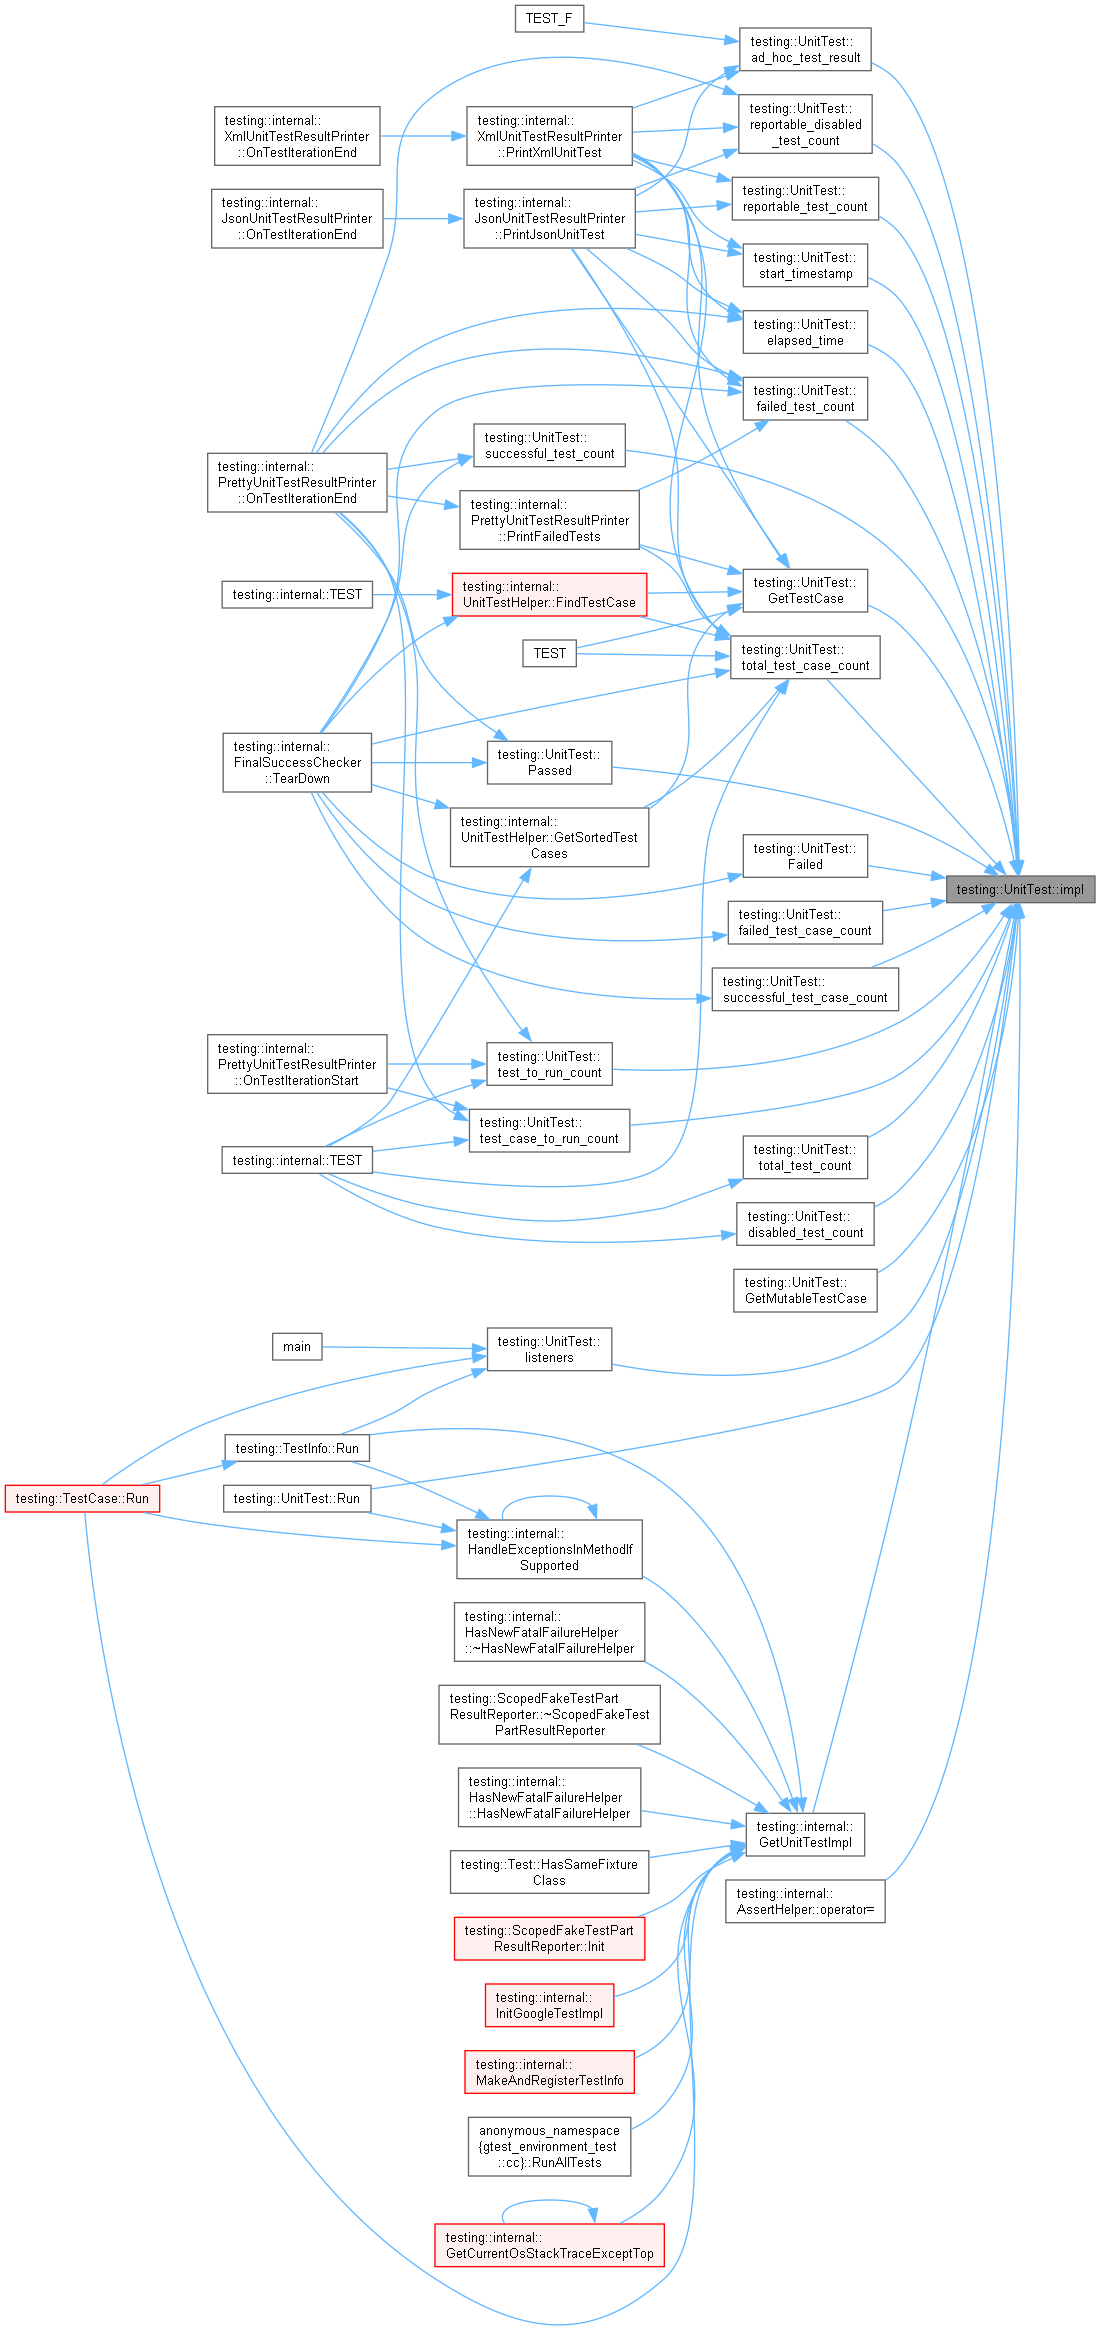 TEST_F
testing::UnitTest::
ad_hoc_test_result
testing::internal::
XmlUnitTestResultPrinter
::OnTestIterationEnd
testing::internal::
XmlUnitTestResultPrinter
::PrintXmlUnitTest
testing::UnitTest::
reportable_disabled
_test_count
testing::internal::
JsonUnitTestResultPrinter
::OnTestIterationEnd
testing::internal::
JsonUnitTestResultPrinter
::PrintJsonUnitTest
testing::UnitTest::
reportable_test_count
testing::UnitTest::
start_timestamp
testing::UnitTest::
elapsed_time
testing::UnitTest::
failed_test_count
testing::UnitTest::
successful_test_count
testing::internal::
PrettyUnitTestResultPrinter
::OnTestIterationEnd
testing::internal::
PrettyUnitTestResultPrinter
::PrintFailedTests
testing::internal::TEST
testing::internal::
UnitTestHelper::FindTestCase
testing::UnitTest::
GetTestCase
TEST
testing::UnitTest::
total_test_case_count
testing::internal::
FinalSuccessChecker
::TearDown
testing::UnitTest::
Passed
testing::internal::
UnitTestHelper::GetSortedTest
Cases
testing::UnitTest::
Failed
testing::UnitTest::impl
testing::UnitTest::
failed_test_case_count
testing::UnitTest::
successful_test_case_count
testing::internal::
PrettyUnitTestResultPrinter
::OnTestIterationStart
testing::UnitTest::
test_to_run_count
testing::UnitTest::
test_case_to_run_count
testing::internal::TEST
testing::UnitTest::
total_test_count
testing::UnitTest::
disabled_test_count
testing::UnitTest::
GetMutableTestCase
main
testing::UnitTest::
listeners
testing::TestInfo::Run
testing::TestCase::Run
testing::UnitTest::Run
testing::internal::
HandleExceptionsInMethodIf
Supported
testing::internal::
HasNewFatalFailureHelper
::~HasNewFatalFailureHelper
testing::ScopedFakeTestPart
ResultReporter::~ScopedFakeTest
PartResultReporter
testing::internal::
HasNewFatalFailureHelper
::HasNewFatalFailureHelper
testing::internal::
GetUnitTestImpl
testing::Test::HasSameFixture
Class
testing::internal::
AssertHelper::operator=
testing::ScopedFakeTestPart
ResultReporter::Init
testing::internal::
InitGoogleTestImpl
testing::internal::
MakeAndRegisterTestInfo
anonymous_namespace
{gtest_environment_test
::cc}::RunAllTests
testing::internal::
GetCurrentOsStackTraceExceptTop